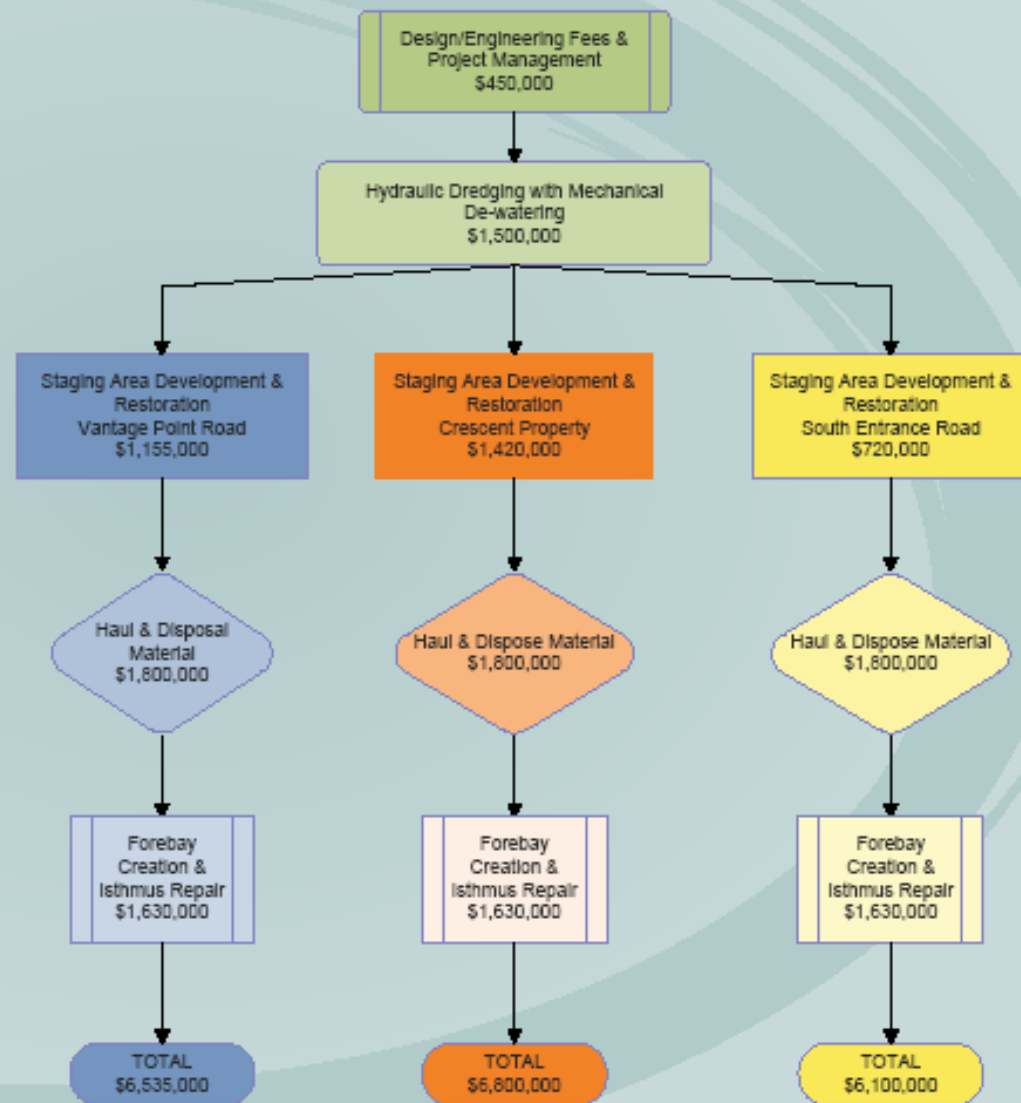 Design/Engineering Fees &
Project Management
$450,000
Hydraulic Dredging with Mechanical
De-watering
$1,500,000
Staging Area Development &
Restoration
Vantage Point Road
$1,155,000
Staging Area Development &
Restoration
Crescent Property
$1,420,000
Staging Area Development &
Restoration
South Entrance Road
$720,000
Haul & Disposal
Material
$1,800,000
Haul & Dispose Material
$1,800,000
Haul & Dispose Material
$1,800,000
Forebay
Creation &
Isthmus Repair
$1,630,000
Forebay
Creation &
Isthmus Repair
$1,630,000
Forebay
Creation &
Isthmus Repair
$1,630,000
TOTAL
$6,535,000
TOTAL
$6,800,000
TOTAL
$6,100,000